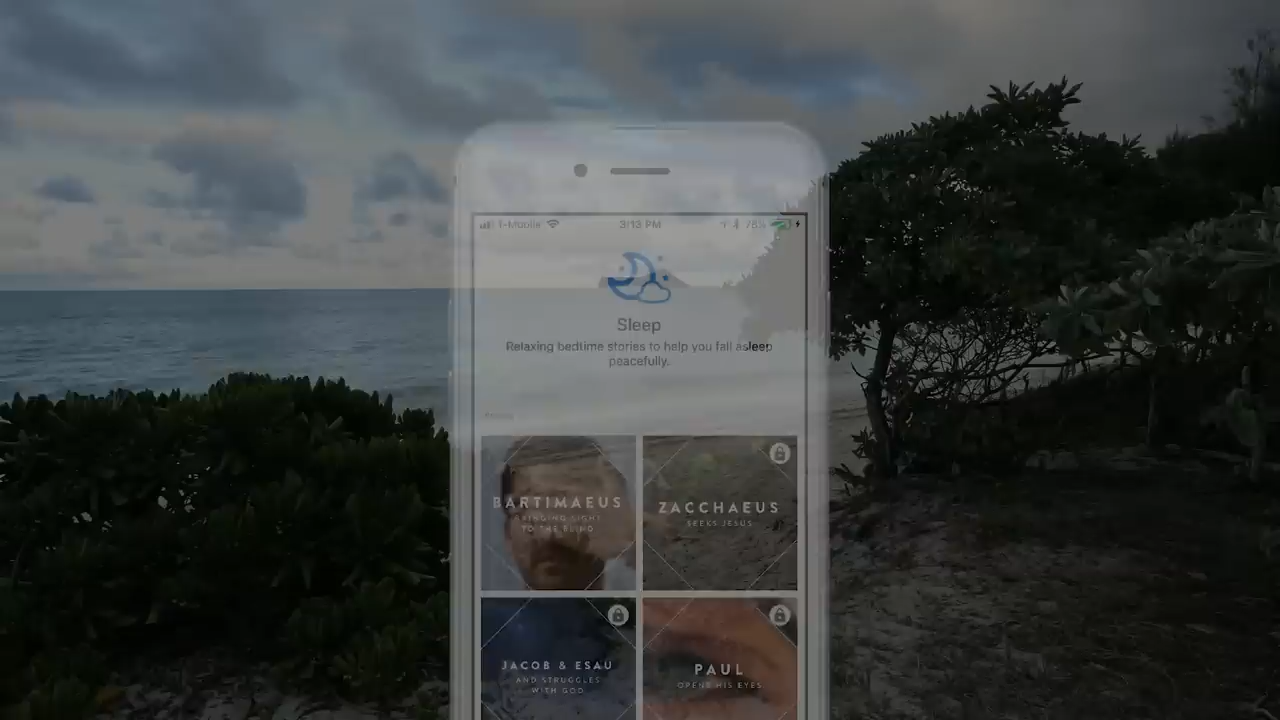 T-Mobile
3:13 PM
78%
Sleep
Relaxing bedtime stories to help you fall asleep
peacefully.
BARTIMAEUS
BRINGING SIGHT
TO THE BLIND
ZACCHAEUS
SEEKS JESUS
JACOB & ESAU
AND STRUGGLES
WITH GOD
PAUL
OPENS HIS EYES